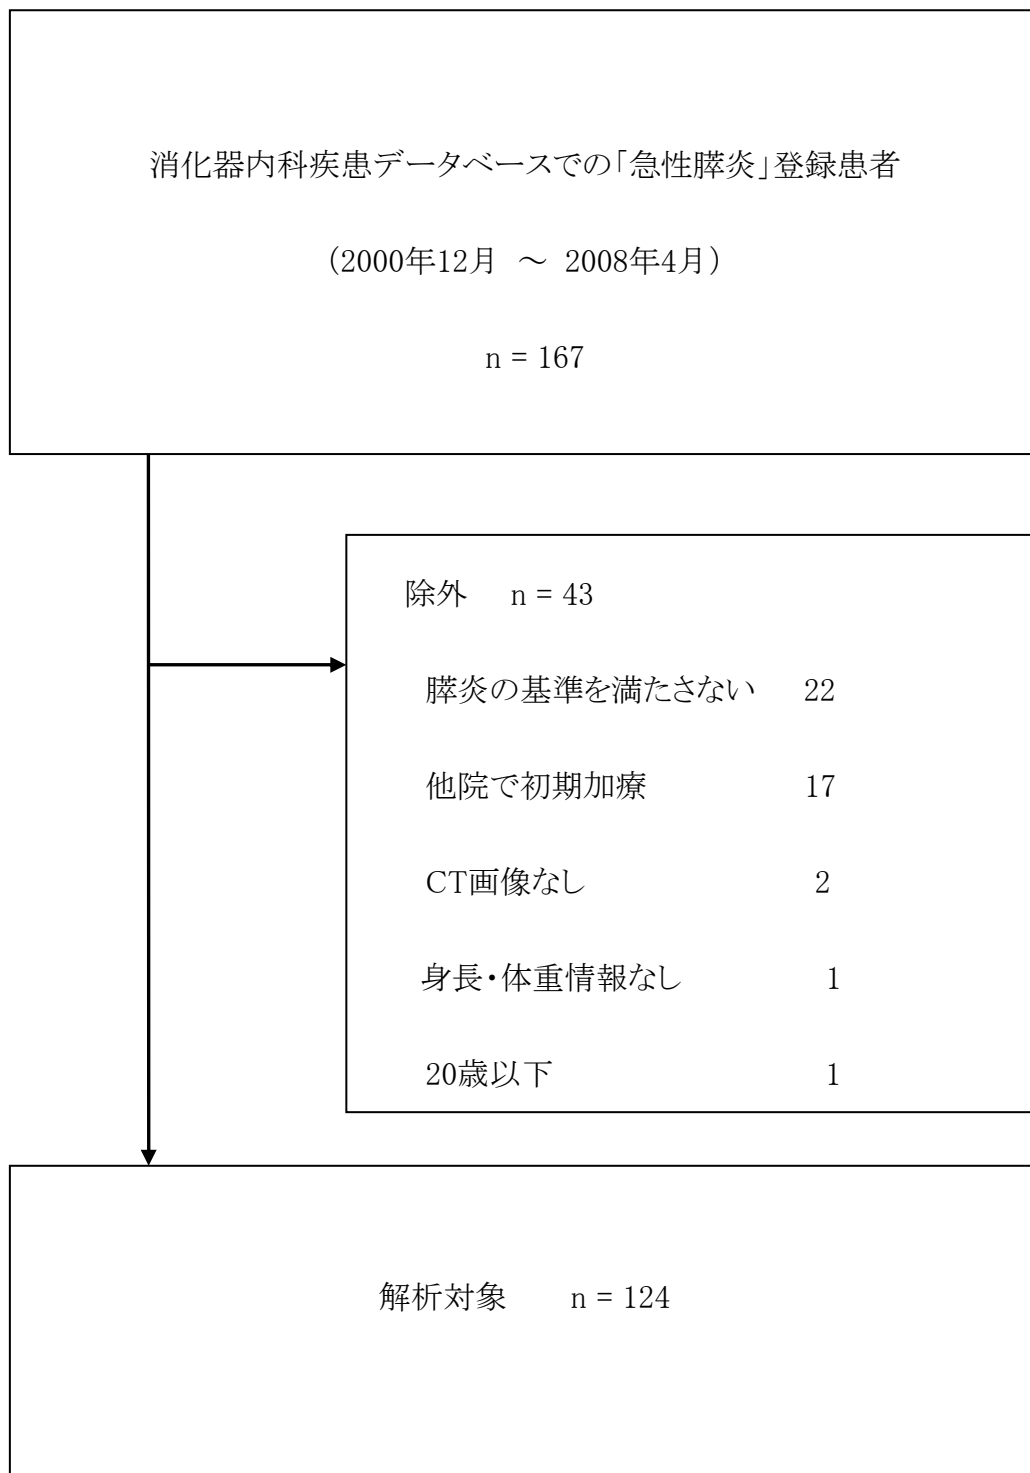 消化器内科疾患データベースでの「急性膵炎」登録患者
（2000年12月 ～ 2008年4月）
n = 167
除外 n = 43
膵炎の基準を満たさない 22
他院で初期加療 17
CT画像なし 2
身長・体重情報なし 1
20歳以下 1
解析対象 n = 124